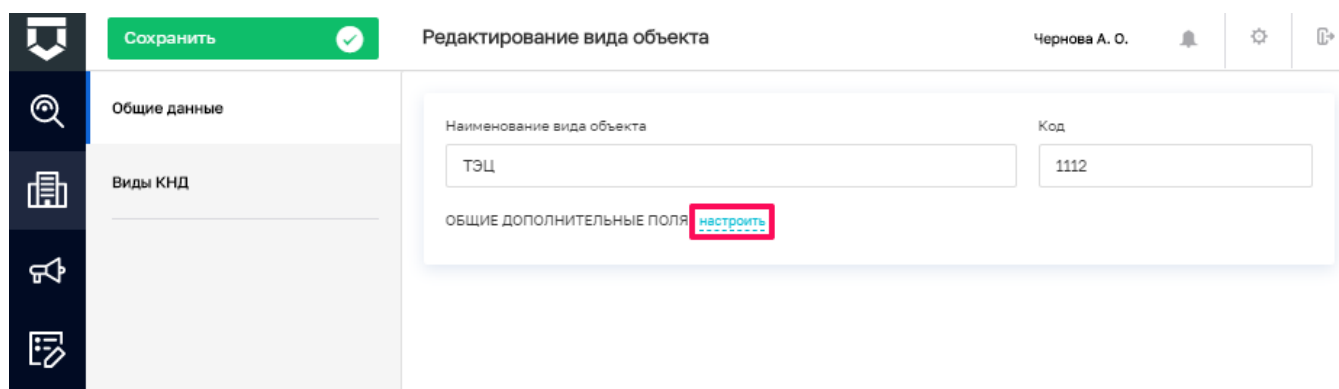 Сохранить
Редактирование вида объекта
Чернова А. О.
Общие данные
Виды КНД
Наименование вида объекта
Код
ТЭЦ
1112
ОБЩИЕ ДОПОЛНИТЕЛЬНЫЕ ПОЛЯ настроить